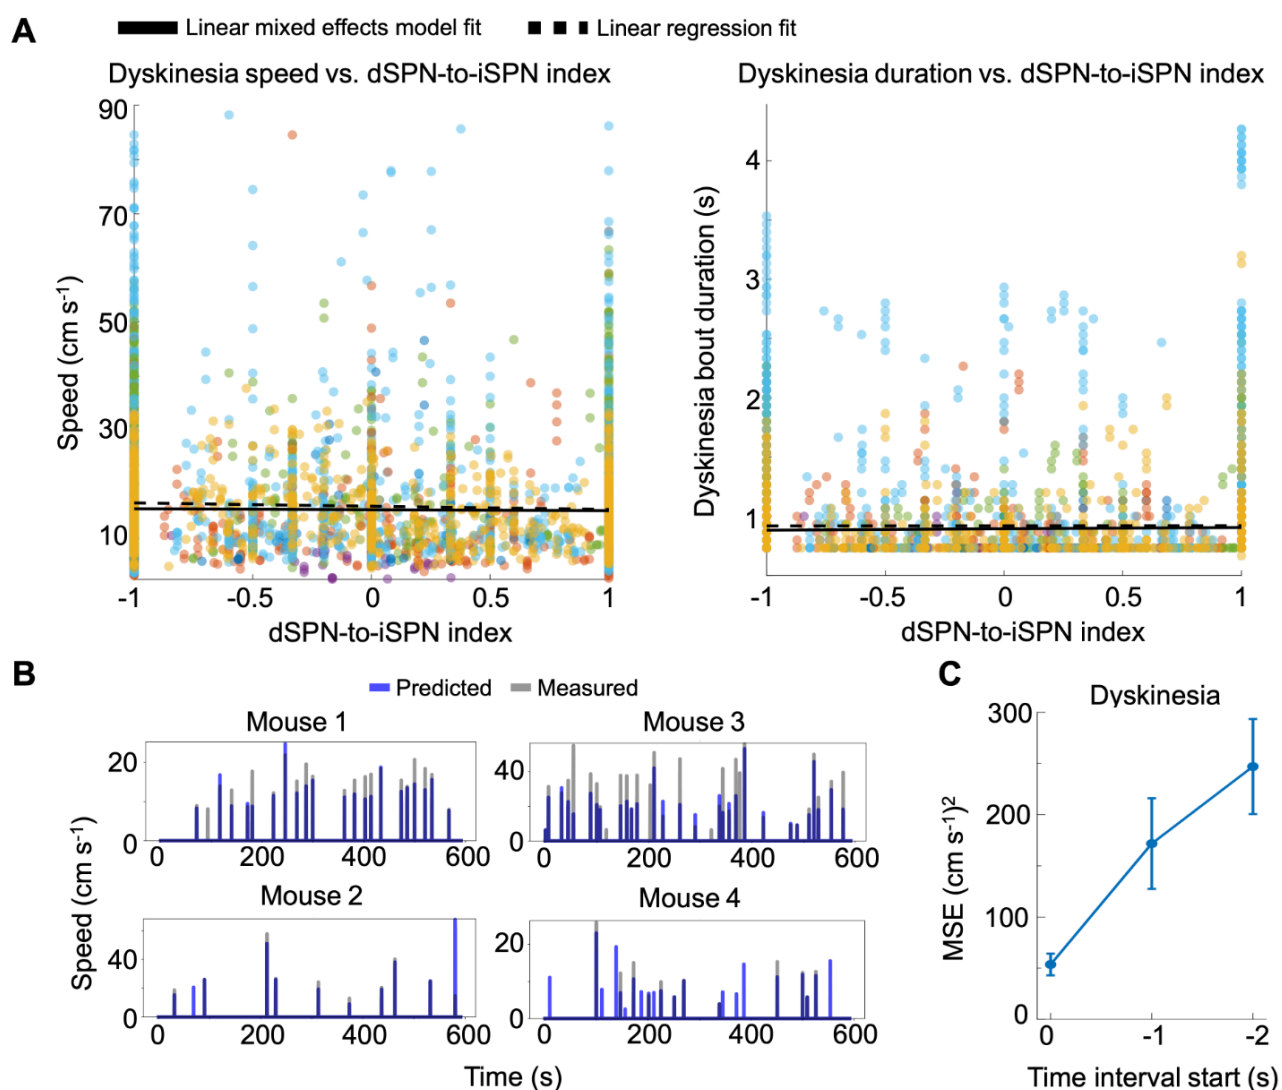 A
Linear mixed effects model fit
Linear regression fit
Dyskinesia speed vs. dSPN-to-iSPN index
Speed (cm s-1)
90
70
50
30
10
-1
-0.5
0
0.5
1
dSPN-to-iSPN index
Dyskinesia duration vs. dSPN-to-iSPN index
Dyskinesia bout duration (s)
4
3
2
1
-1
-0.5
0
0.5
1
dSPN-to-iSPN index
B
Predicted
Measured
Speed (cm s-1)
Mouse 1
20
0
0
200
400
600
Mouse 3
40
0
0
200
400
600
Mouse 2
40
0
0
200
400
600
Mouse 4
20
0
0
200
400
600
Time (s)
C
Dyskinesia
MSE (cm s-1)2
300
200
100
0
0
-1
-2
Time interval start (s)